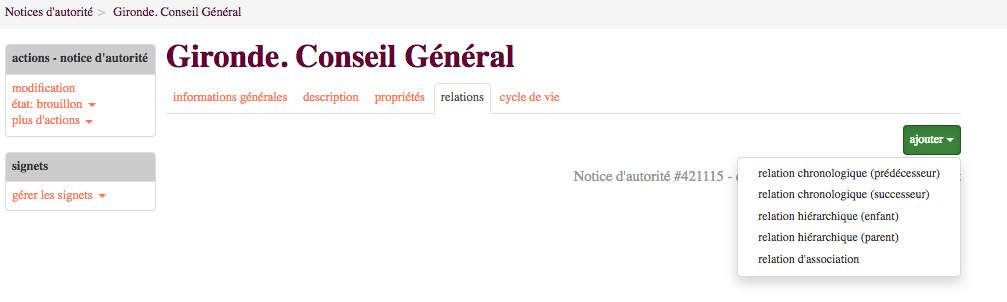 Notices d'autorité > Gironde. Conseil Général
actions - notice d'autorité
modification
état: brouillon
plus d'actions
signets
gérer les signets
Gironde. Conseil Général
informations générales description propriétés relations cycle de vie
ajouter
Notice d'autorité #421115 -
relation chronologique (prédécesseur)
relation chronologique (successeur)
relation hiérarchique (enfant)
relation hiérarchique (parent)
relation d'association